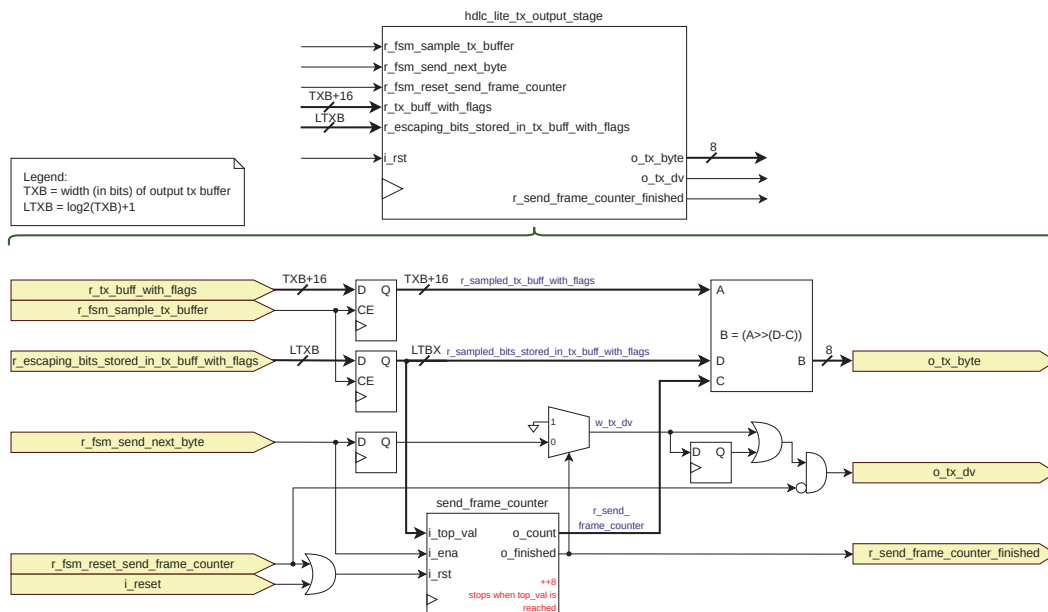 hdlc_lite_tx_output_stage
r_fsm_sample_tx_buffer
r_fsm_send_next_byte
r_fsm_reset_send_frame_counter
TXB+16
r_tx_buff_with_flags
LTXB
r_escaping_bits_stored_in_tx_buff_with_flags
i_rst
o_tx_byte
8
o_tx_dv
r_send_frame_counter_finished
Legend:
TXB = width (in bits) of output tx buffer
LTXB = log2(TXB)+1
r_tx_buff_with_flags
TXB+16
D Q
TXB+16
r_sampled_tx_buff_with_flags
A
r_fsm_sample_tx_buffer
CE
B = (A>>(D-C))
r_escaping_bits_stored_in_tx_buff_with_flags
LTXB
D Q
LTBX
r_sampled_bits_stored_in_tx_buff_with_flags
D
B
8
o_tx_byte
CE
C
r_fsm_send_next_byte
D Q
1
0
w_tx_dv
D Q
o_tx_dv
send_frame_counter
r_send_
frame_counter
i_top_val
o_count
i_ena
o_finished
r_send_frame_counter_finished
r_fsm_reset_send_frame_counter
i_rst
i_reset
++8
stops when top_val is
reached